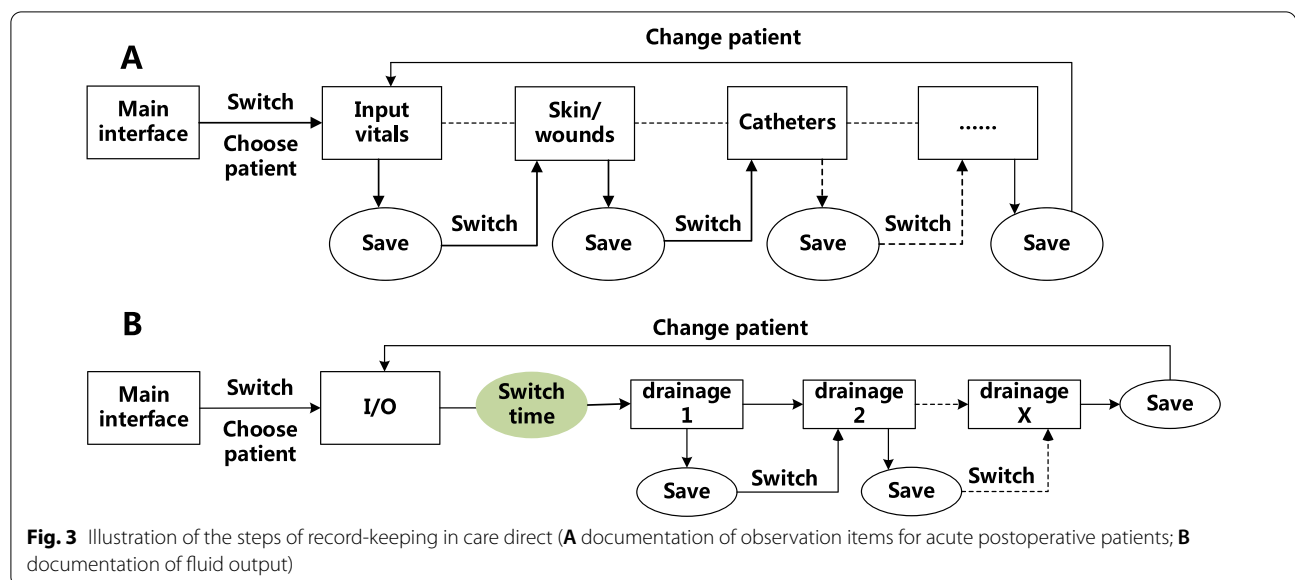 Change patient
A
Main
interface
Switch
Choose
patient
Input
vitals
Skin/
wounds
Catheters
......
Save
Switch
Save
Switch
Save
Switch
Save
B
Change patient
Main
interface
Switch
Choose
patient
I/O
Switch
time
drainage
1
drainage
2
drainage
X
Save
Save
Switch
Save
Switch
Fig. 3 Illustration of the steps of record-keeping in care direct (A documentation of observation items for acute postoperative patients; B
documentation of fluid output)